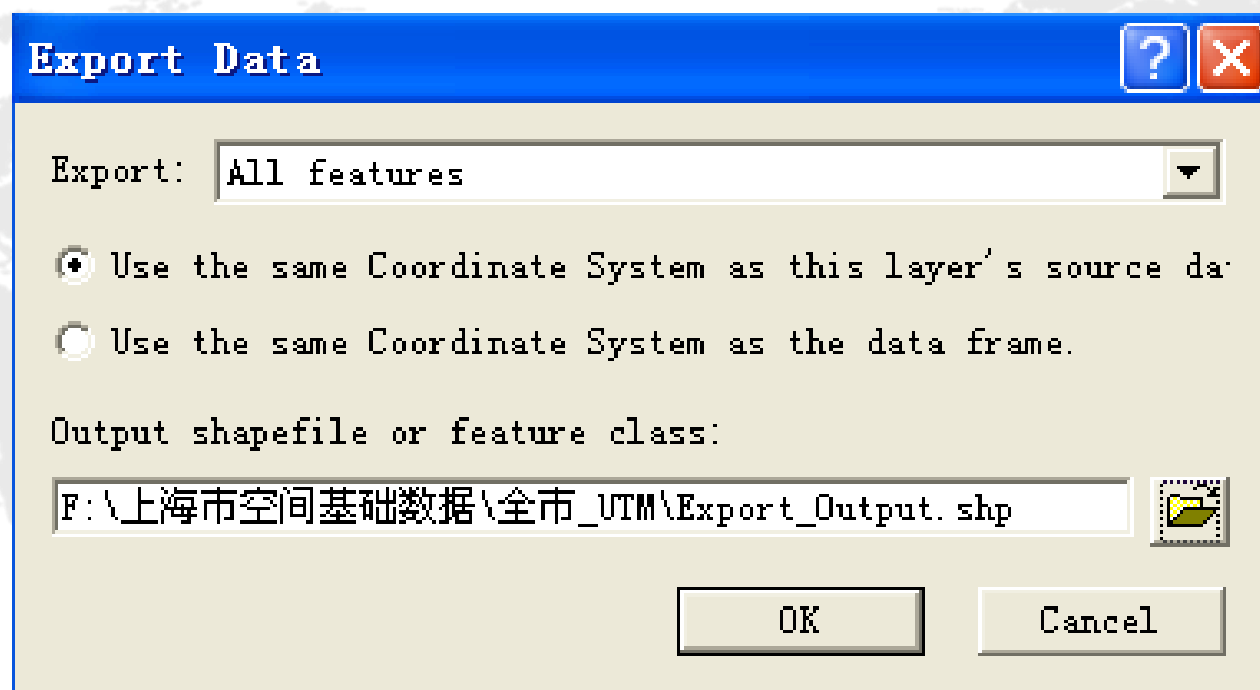 Export Data
Export: All features
Use the same Coordinate System as this layer's source da
Use the same Coordinate System as the data frame.
Output shapefile or feature class:
F:\上海市空间基础数据\全市_UTM\Export_Output.shp
OK Cancel